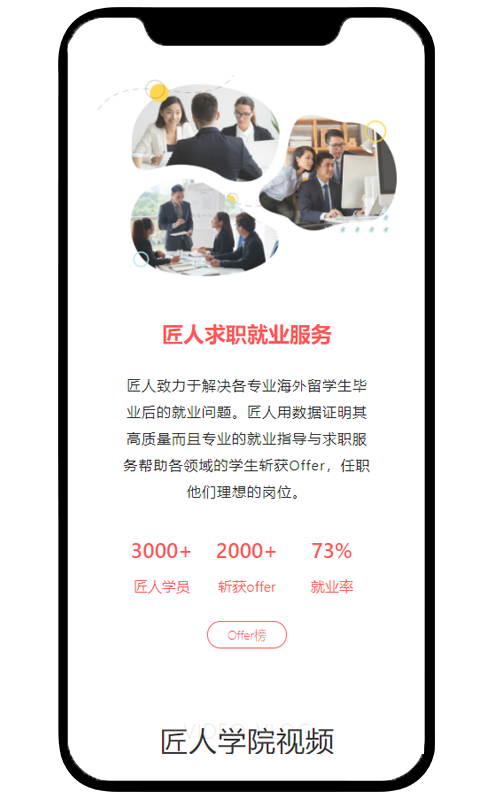 匠人求职就业服务
匠人致力于解决各专业海外留学生毕
业后的就业问题。匠人用数据证明其
高质量而且专业的就业指导与求职服
务帮助各领域的学生斩获Offer，任职
他们理想的岗位。
3000+ 2000+ 73%
匠人学员 斩获offer 就业率
Offer榜
匠人学院视频